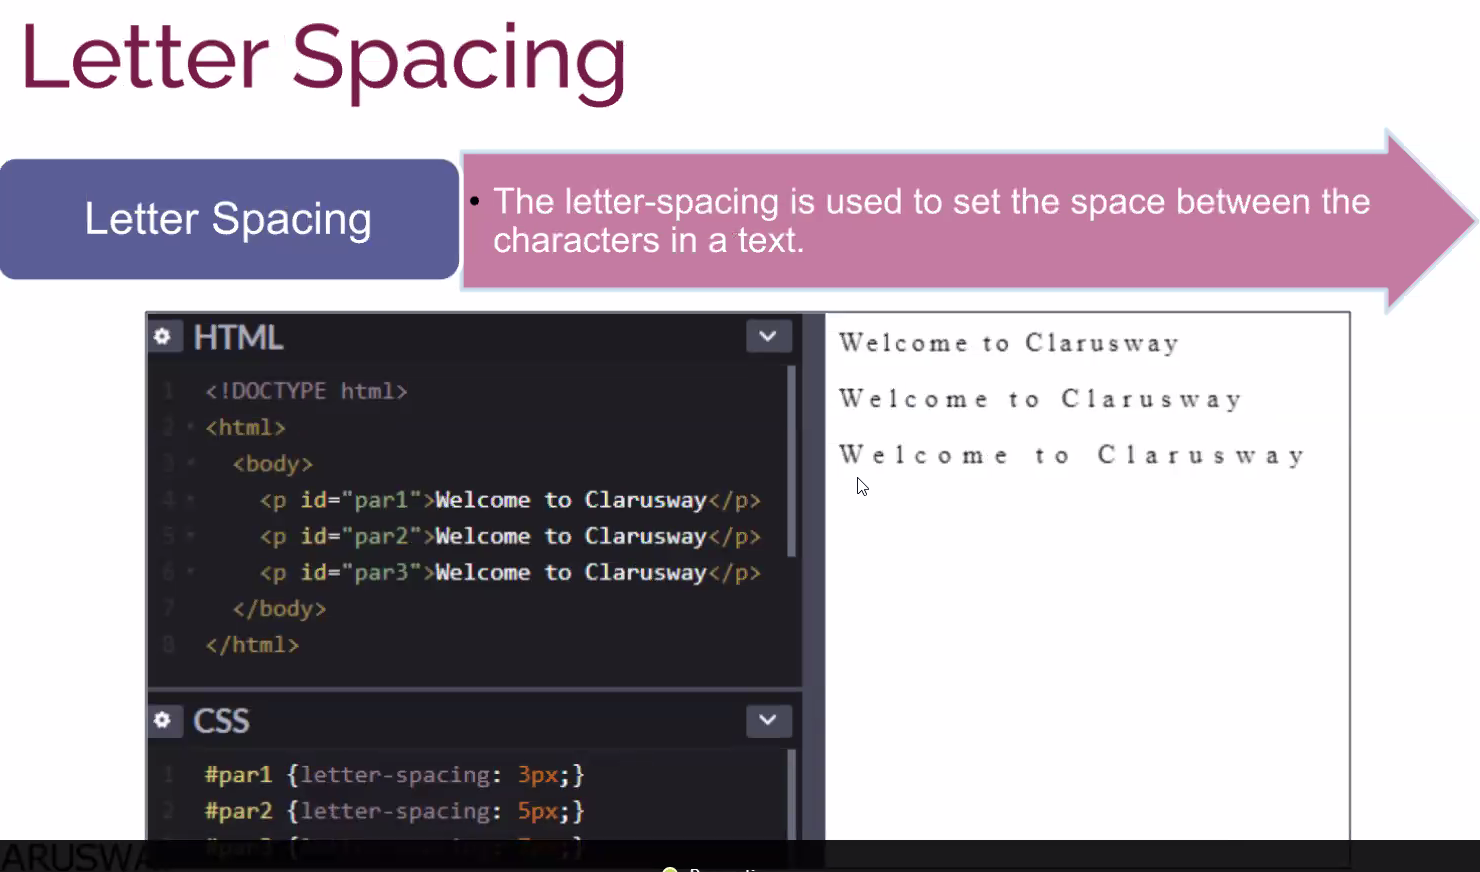 Letter Spacing
Letter Spacing
• The letter-spacing is used to set the space between the
characters in a text.
HTML
1 <!DOCTYPE html>
2 <html>
3 <body>
4 <p id="par1">Welcome to Clarusway</p>
5 <p id="par2">Welcome to Clarusway</p>
6 <p id="par3">Welcome to Clarusway</p>
7 </body>
8 </html>
CSS
1 #par1 {letter-spacing: 3px;}
2 #par2 {letter-spacing: 5px;}
Welcome to Clarusway
Welcome to Clarusway
Welcome to Clarusway